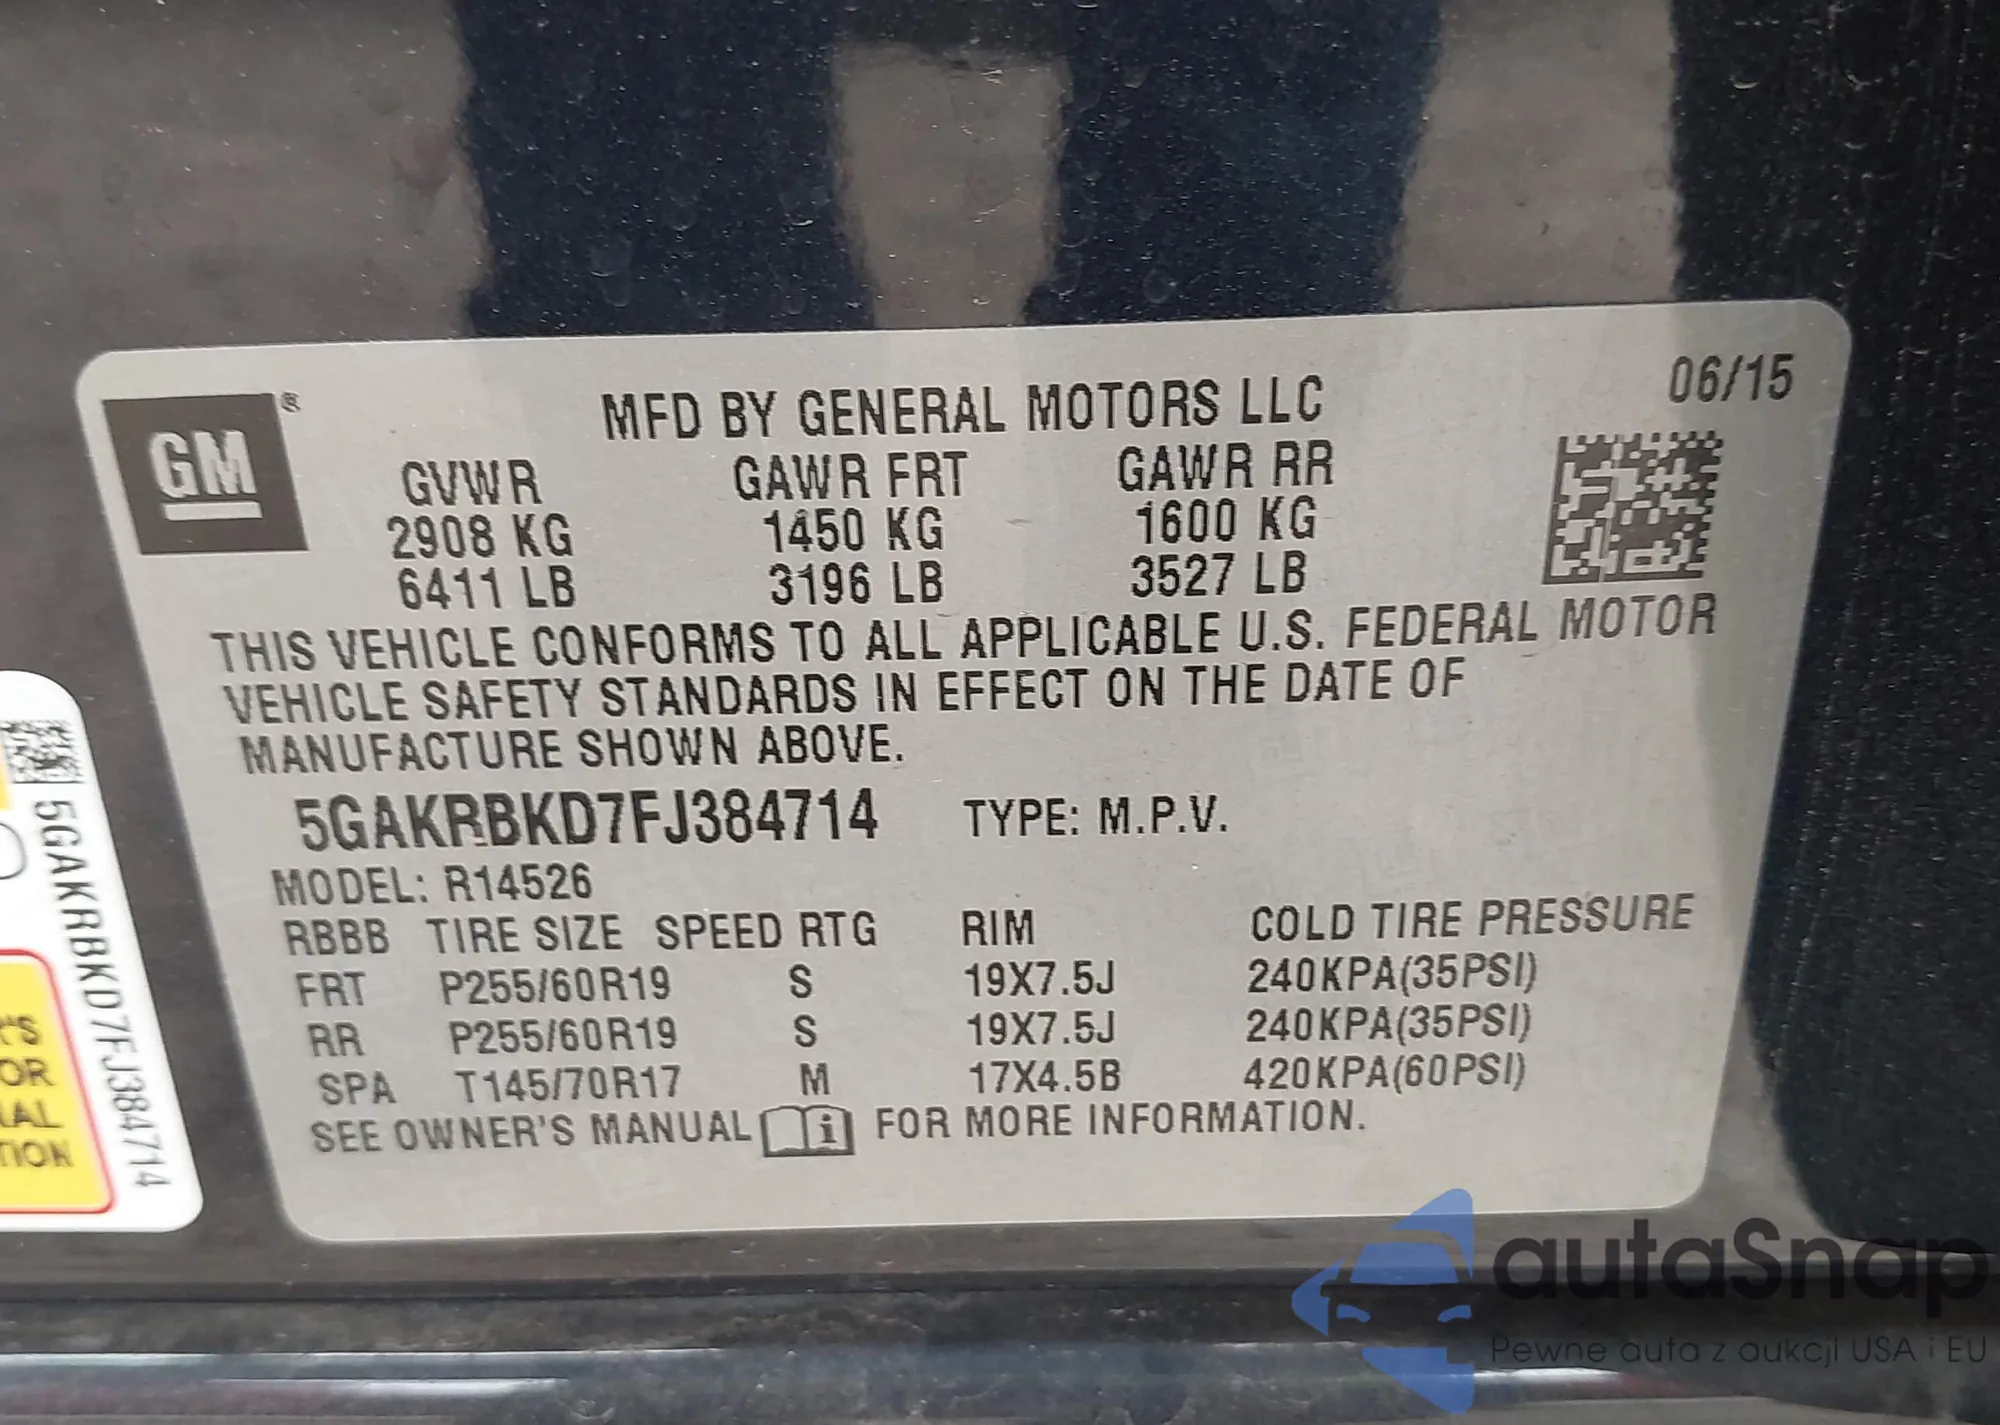 06/15
GM ®
MFD BY GENERAL MOTORS LLC
GVWR GAWR FRT GAWR RR
2908 KG 1450 KG 1600 KG
6411 LB 3196 LB 3527 LB
THIS VEHICLE CONFORMS TO ALL APPLICABLE U.S. FEDERAL MOTOR
VEHICLE SAFETY STANDARDS IN EFFECT ON THE DATE OF
MANUFACTURE SHOWN ABOVE.
5GAKRBKD7FJ384714 TYPE: M.P.V.
MODEL: R14526
RBBB TIRE SIZE SPEED RTG RIM COLD TIRE PRESSURE
FRT P255/60R19 S 19X7.5J 240KPA(35PSI)
RR P255/60R19 S 19X7.5J 240KPA(35PSI)
SPA T145/70R17 M 17X4.5B 420KPA(60PSI)
SEE OWNER'S MANUAL i FOR MORE INFORMATION.
5GAKRBKD7FJ384714
autaSnap
Pewne auta z aukcji USA i EU